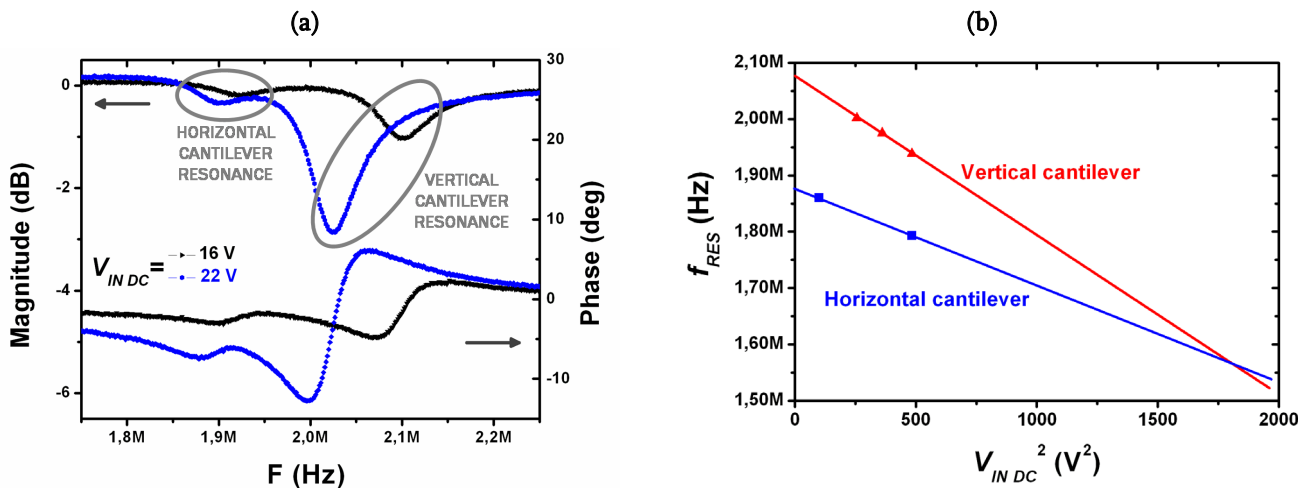 (a)
(b)
0
-2
-4
-6
Magnitude (dB)
30
20
10
0
-10
Phase (deg)
HORIZONTAL
CANTILEVER
RESONANCE
VERTICAL
CANTILEVER
RESONANCE
V IN DC =
16 V
22 V
1,8M 1,9M 2,0M 2,1M 2,2M
F (Hz)
2,10M
2,00M
1,90M
1,80M
1,70M
1,60M
1,50M
f RES (Hz)
Vertical cantilever
Horizontal cantilever
0 500 1000 1500 2000
V IN DC ² (V²)